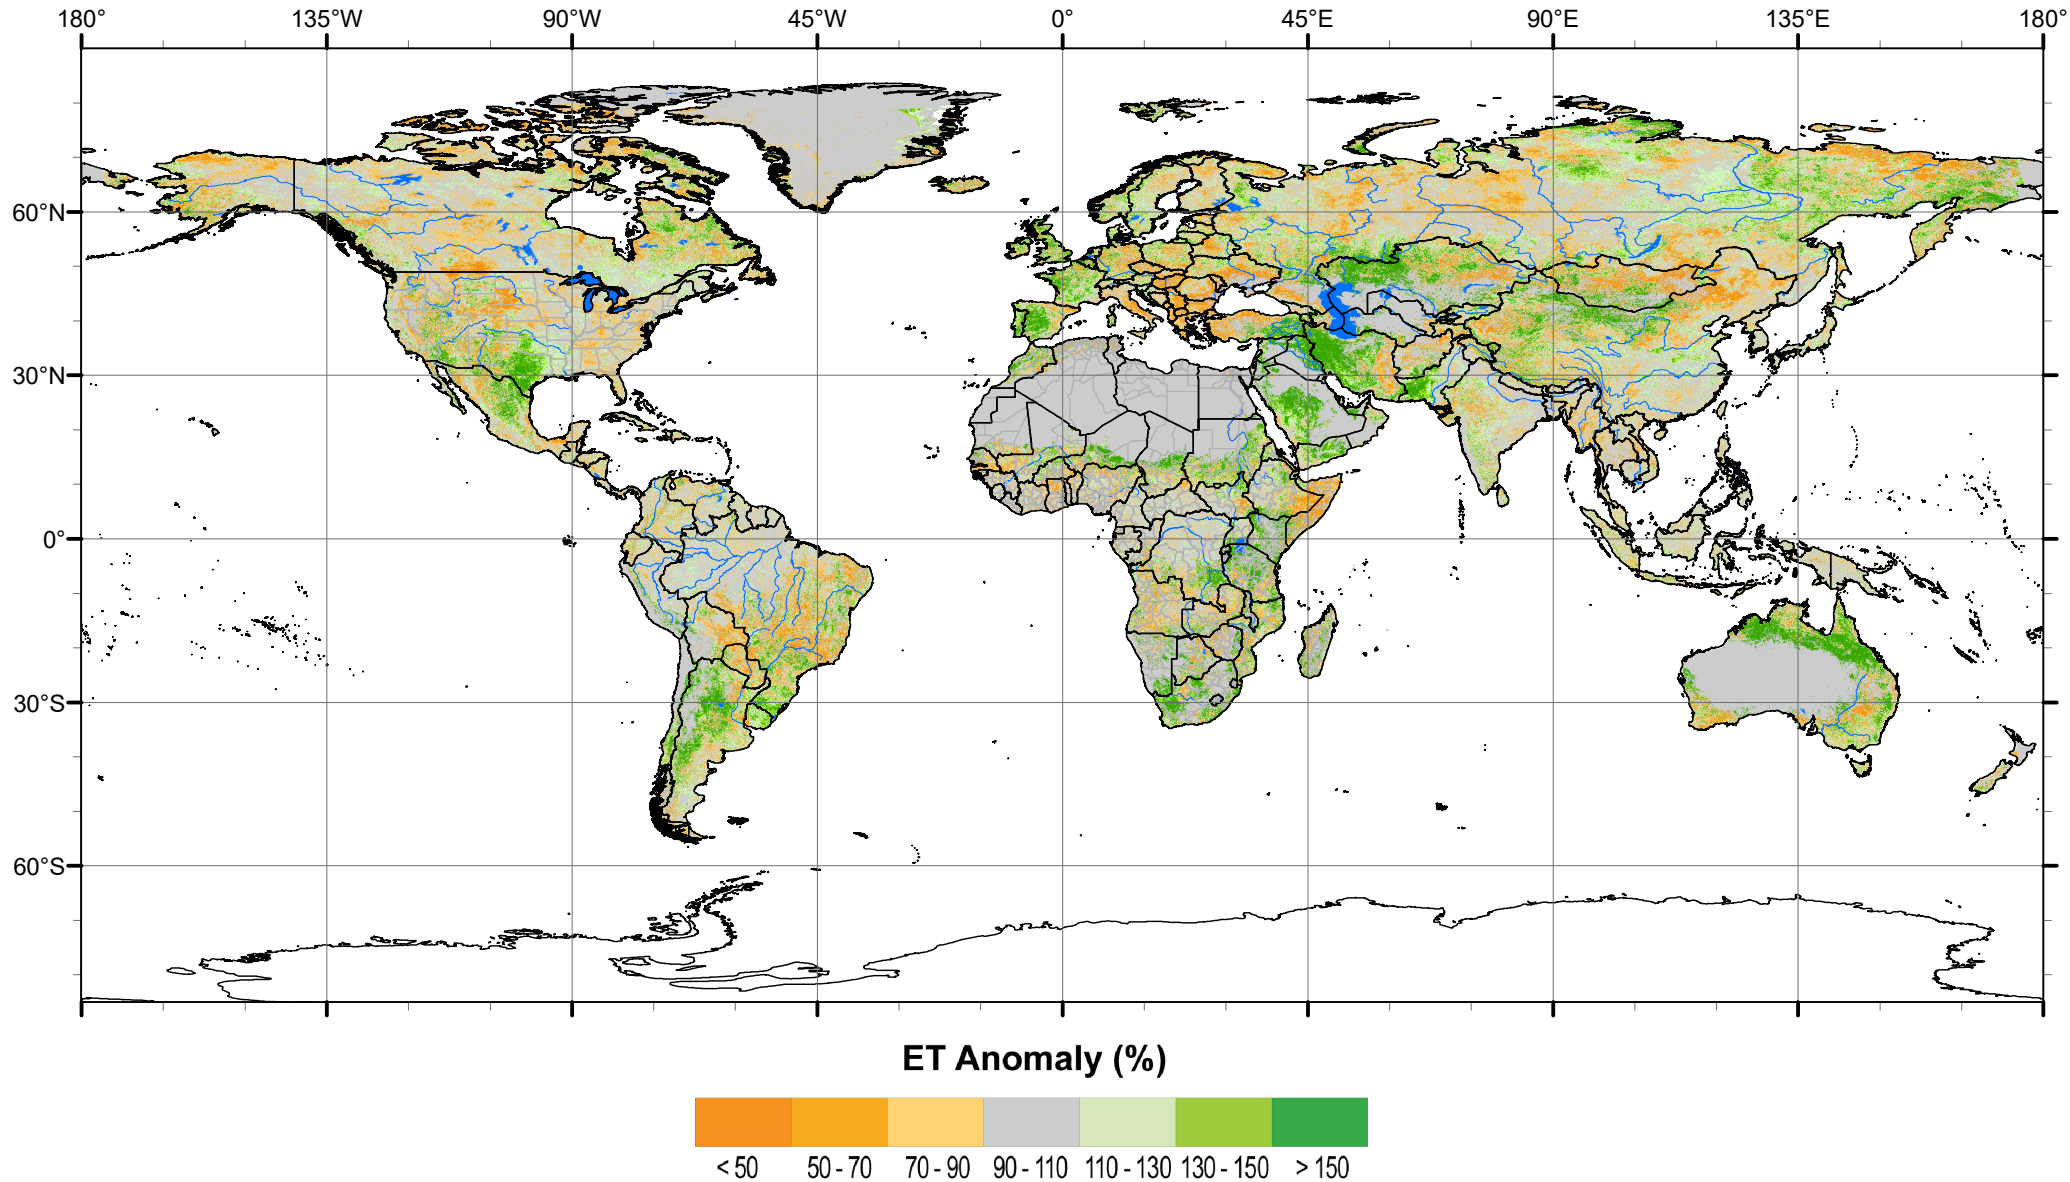 180° 135°W 90°W 45°W 0° 45°E 90°E 135°E 180°
60°N
30°N
0°
30°S
60°S
ET Anomaly (%)
< 50 50 - 70 70 - 90 90 - 110 110 - 130 130 - 150 > 150